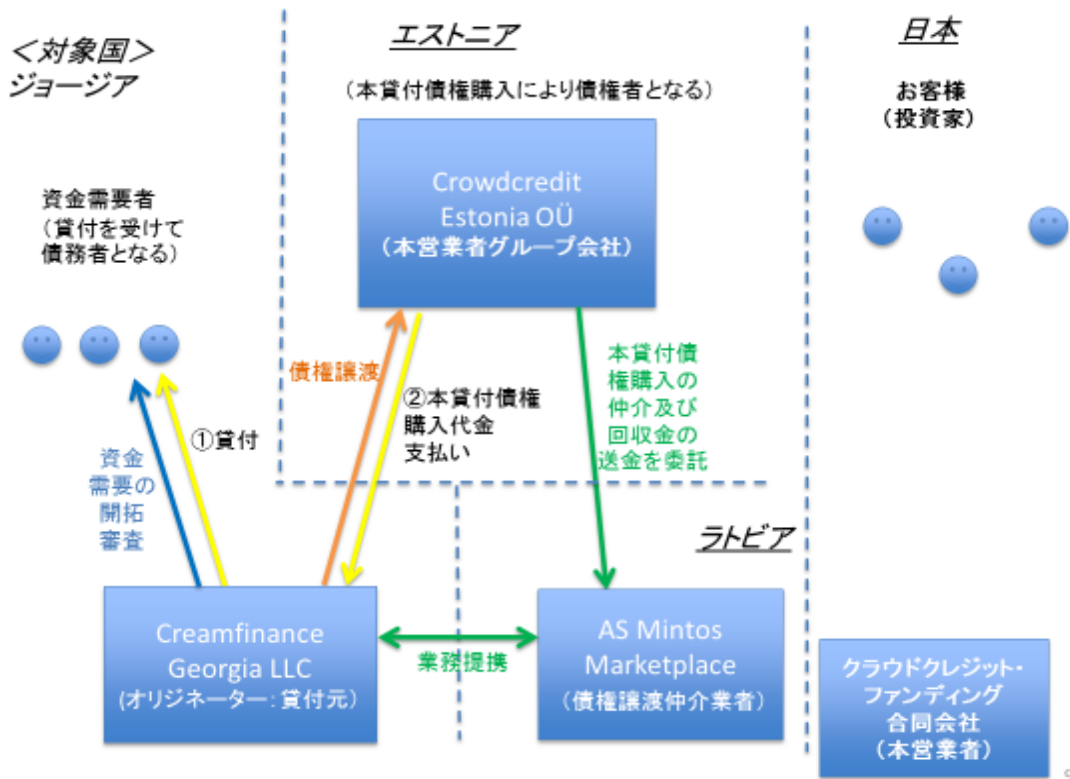 ＜対象国＞
ジョージア
資金需要者
(貸付を受けて
債務者となる)
エストニア
(本貸付債権購入により債権者となる)
Crowdcredit
Estonia OÜ
(本営業者グループ会社)
日本
お客様
(投資家)
債権譲渡
②本貸付債権
購入代金
支払い
本貸付債
権購入の
仲介及び
回収金の
送金を委託
①貸付
資金
需要の
開拓
審査
ラトビア
Creamfinance
Georgia LLC
(オリジネーター：貸付元)
業務提携
AS Mintos
Marketplace
(債権譲渡仲介業者)
クラウドクレジット・
ファンディング
合同会社
(本営業者)